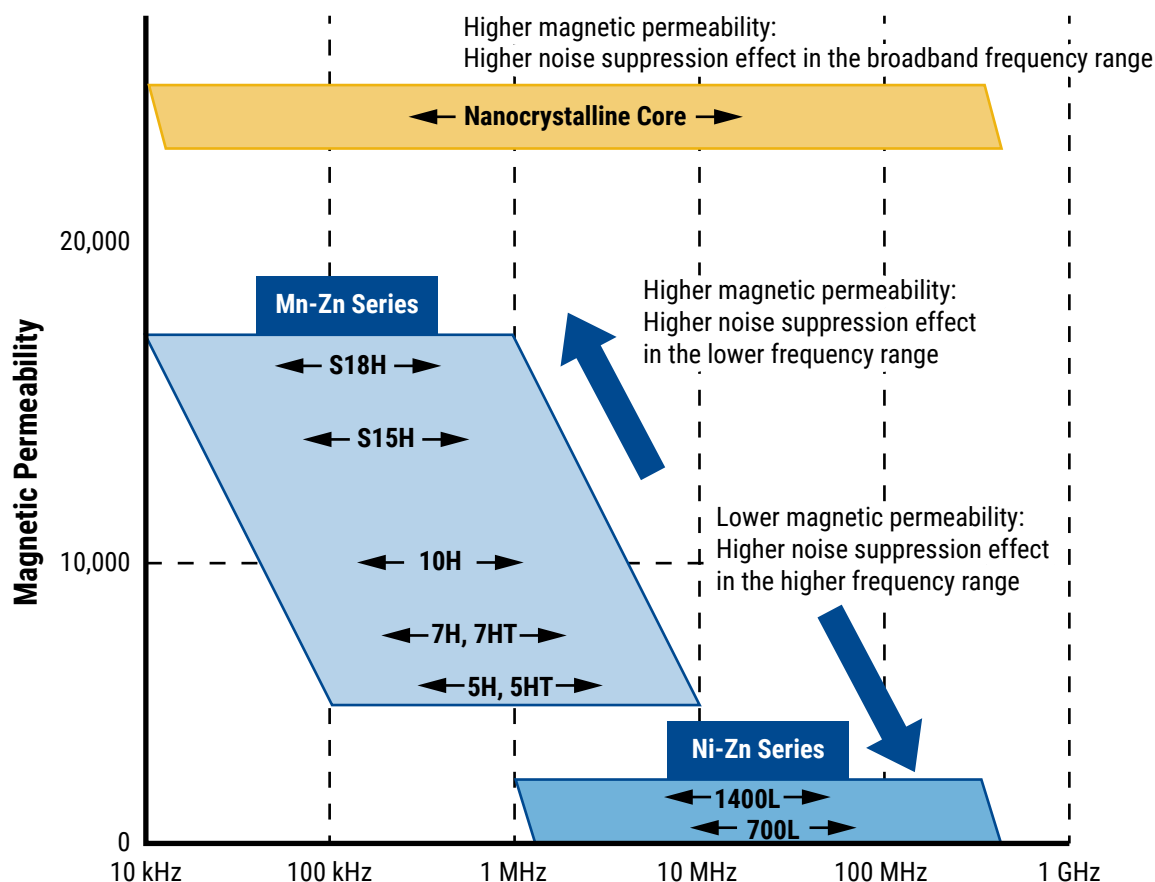 Higher magnetic permeability:
Higher noise suppression effect in the broadband frequency range
Nanocrystalline Core
20,000
Mn-Zn Series
Higher magnetic permeability:
Higher noise suppression effect
in the lower frequency range
S18H
S15H
Magnetic Permeability
Lower magnetic permeability:
Higher noise suppression effect
in the higher frequency range
10,000
10H
7H, 7HT
5H, 5HT
Ni-Zn Series
1400L
700L
0
10 kHz
100 kHz
1 MHz
10 MHz
100 MHz
1 GHz